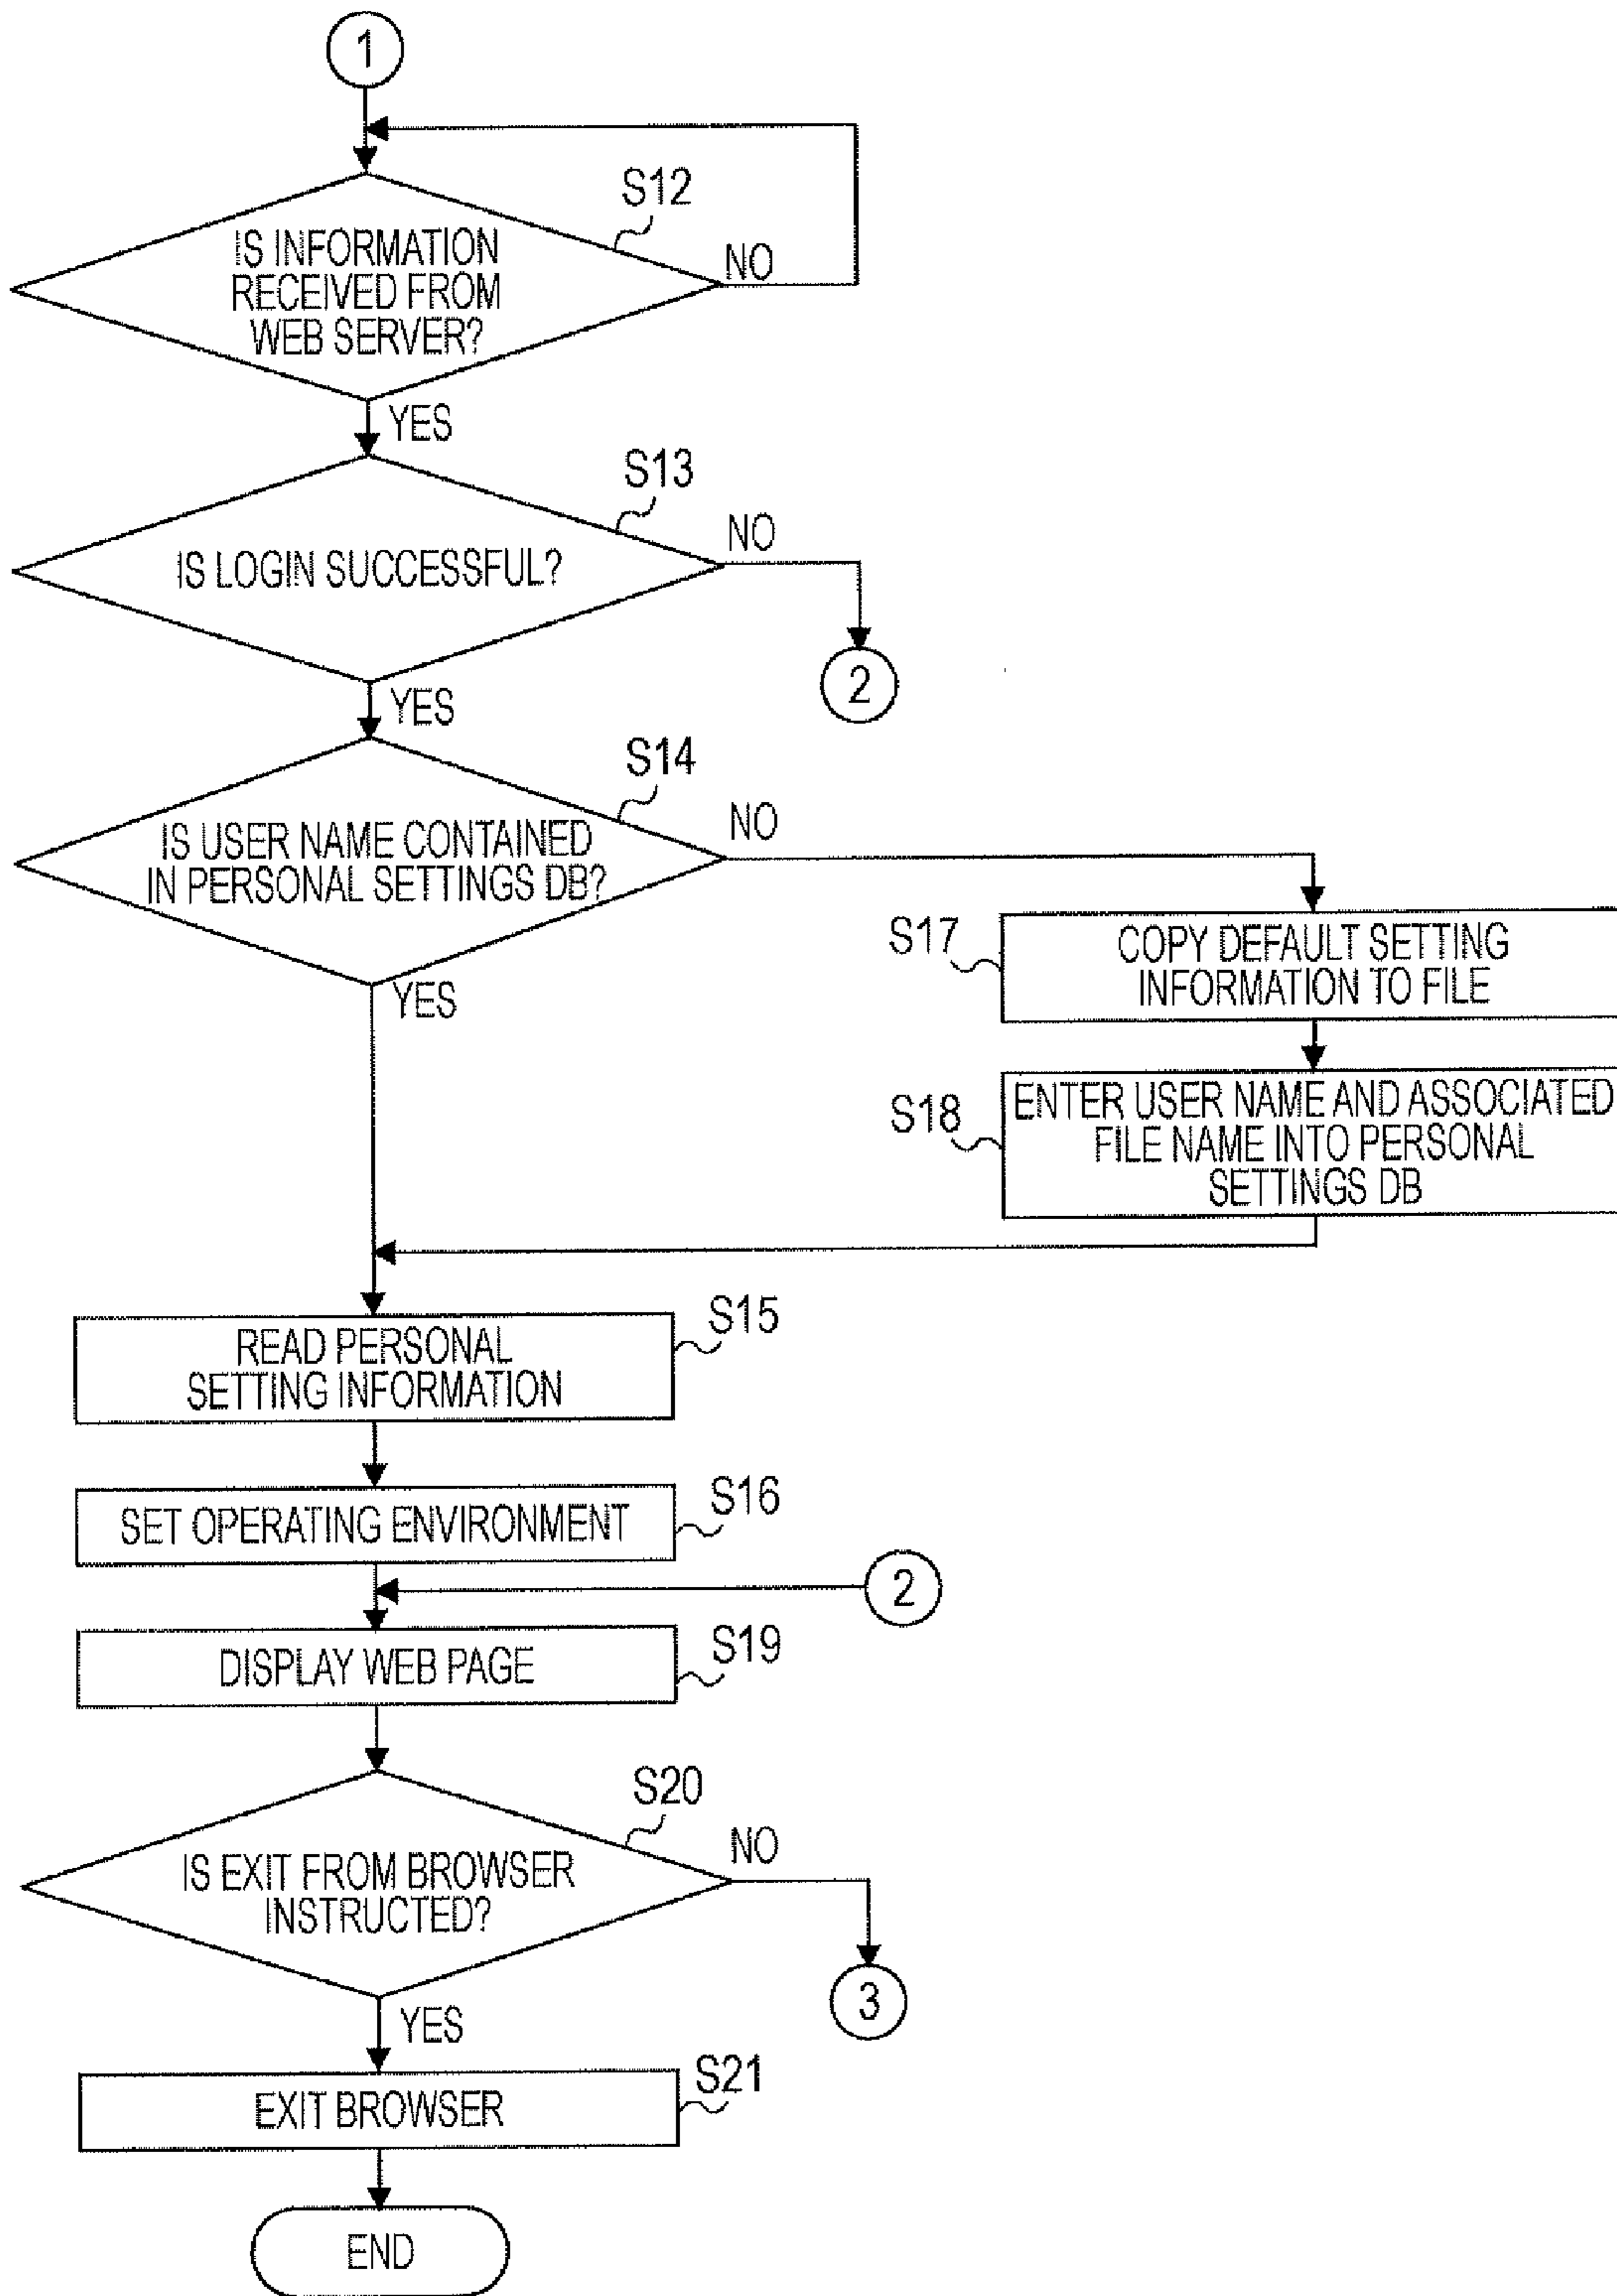 1
S12
IS INFORMATION
RECEIVED FROM
WEB SERVER?
NO
YES
S13
IS LOGIN SUCCESSFUL?
NO
2
YES
S14
IS USER NAME CONTAINED
IN PERSONAL SETTINGS DB?
NO
YES
S17
COPY DEFAULT SETTING
INFORMATION TO FILE
S18
ENTER USER NAME AND ASSOCIATED
FILE NAME INTO PERSONAL
SETTINGS DB
S15
READ PERSONAL
SETTING INFORMATION
S16
SET OPERATING ENVIRONMENT
2
S19
DISPLAY WEB PAGE
S20
IS EXIT FROM BROWSER
INSTRUCTED?
NO
3
YES
S21
EXIT BROWSER
END